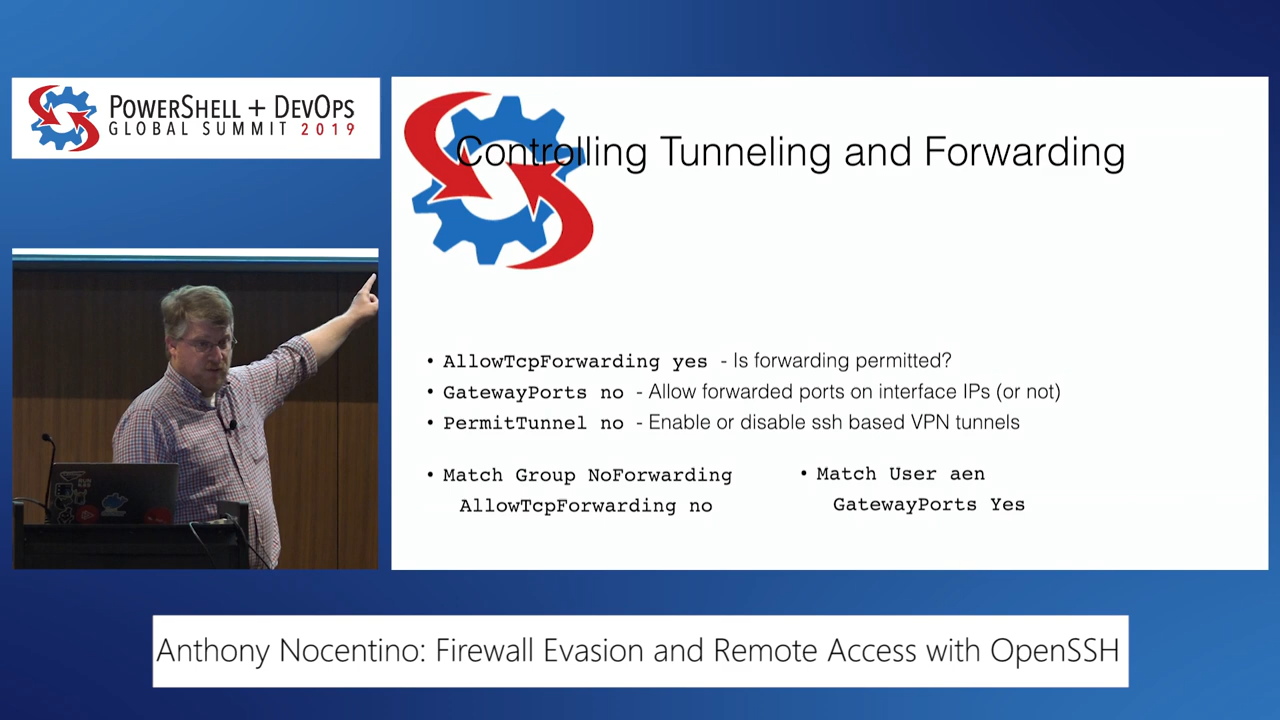 POWERSHELL + DEVOPS
GLOBAL SUMMIT 2019
Controlling Tunneling and Forwarding
• AllowTcpForwarding yes - Is forwarding permitted?
• GatewayPorts no - Allow forwarded ports on interface IPs (or not)
• PermitTunnel no - Enable or disable ssh based VPN tunnels
• Match Group NoForwarding
AllowTcpForwarding no
• Match User aen
GatewayPorts Yes
Anthony Nocentino: Firewall Evasion and Remote Access with OpenSSH